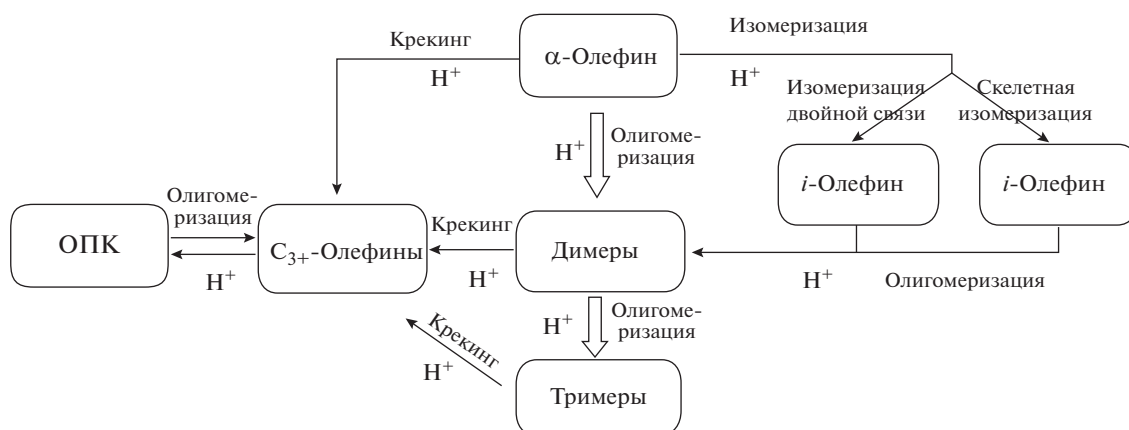 Крекинг
H⁺
α-Олефин
Изомеризация
H⁺
Изомеризация
двойной связи
Скелетная
изомеризация
H⁺
Олигоме-
ризация
i-Олефин
i-Олефин
ОПК
Олигоме-
ризация
H⁺
C₃₊-Олефины
Крекинг
H⁺
Димеры
H⁺
Олигомеризация
H⁺
Олигоме-
ризация
Крекинг
H⁺
Тримеры